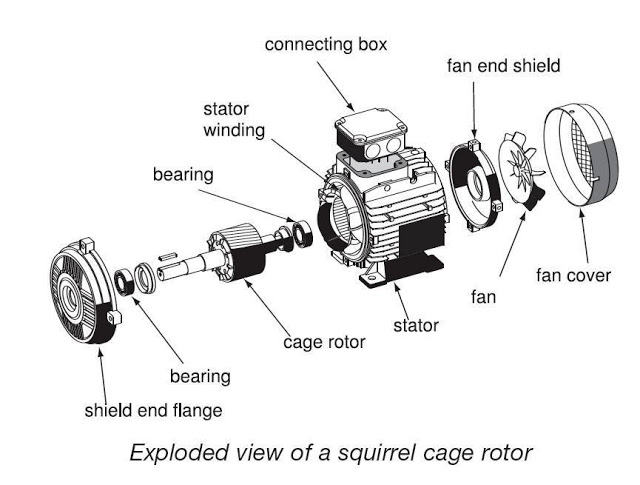 connecting box
fan end shield
stator
winding
bearing
fan cover
fan
stator
cage rotor
bearing
shield end flange
Exploded view of a squirrel cage rotor